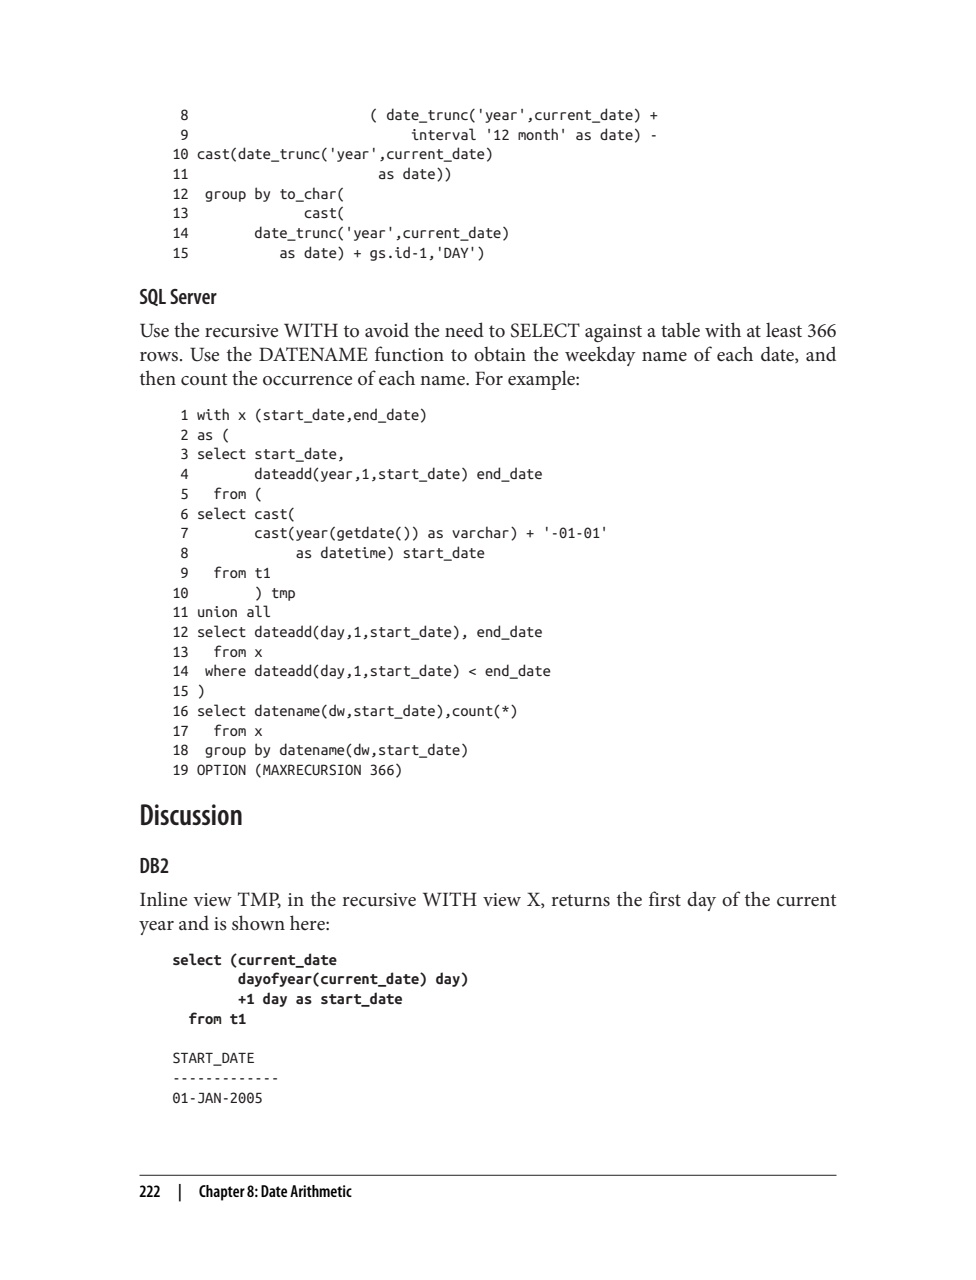 8                      ( date_trunc('year',current_date) +
9                           interval '12 month' as date) -
10 cast(date_trunc('year',current_date)
11                       as date))
12  group by to_char(
13              cast(
14        date_trunc('year',current_date)
15           as date) + gs.id-1,'DAY')
SQL Server
Use the recursive WITH to avoid the need to SELECT against a table with at least 366
rows. Use the DATENAME function to obtain the weekday name of each date, and
then count the occurrence of each name. For example:
1 with x (start_date,end_date)
2 as (
3 select start_date,
4        dateadd(year,1,start_date) end_date
5   from (
6 select cast(
7        cast(year(getdate()) as varchar) + '-01-01'
8             as datetime) start_date
9   from t1
10        ) tmp
11 union all
12 select dateadd(day,1,start_date), end_date
13   from x
14  where dateadd(day,1,start_date) < end_date
15 )
16 select datename(dw,start_date),count(*)
17   from x
18  group by datename(dw,start_date)
19 OPTION (MAXRECURSION 366)
Discussion
DB2
Inline view TMP, in the recursive WITH view X, returns the first day of the current
year and is shown here:
select (current_date
        dayofyear(current_date) day)
        +1 day as start_date
  from t1
START_DATE
-------------
01-JAN-2005
222 | Chapter 8: Date Arithmetic